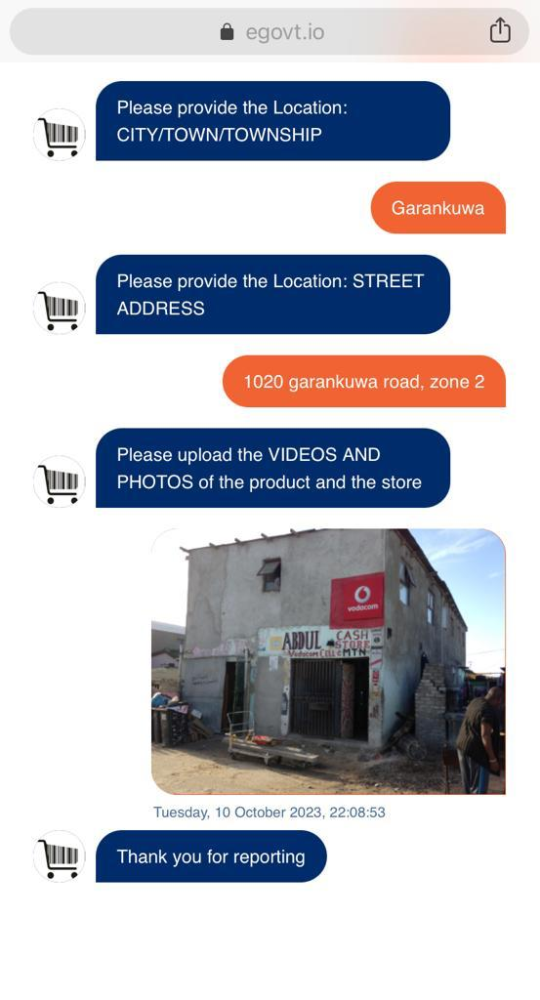 egovt.io
Please provide the Location:
CITY/TOWN/TOWNSHIP
Garankuwa
Please provide the Location: STREET
ADDRESS
1020 garankuwa road, zone 2
Please upload the VIDEOS AND
PHOTOS of the product and the store
vodacom
ABDUL CASH
STORE
Vodacom CELL C MTN
Tuesday, 10 October 2023, 22:08:53
Thank you for reporting